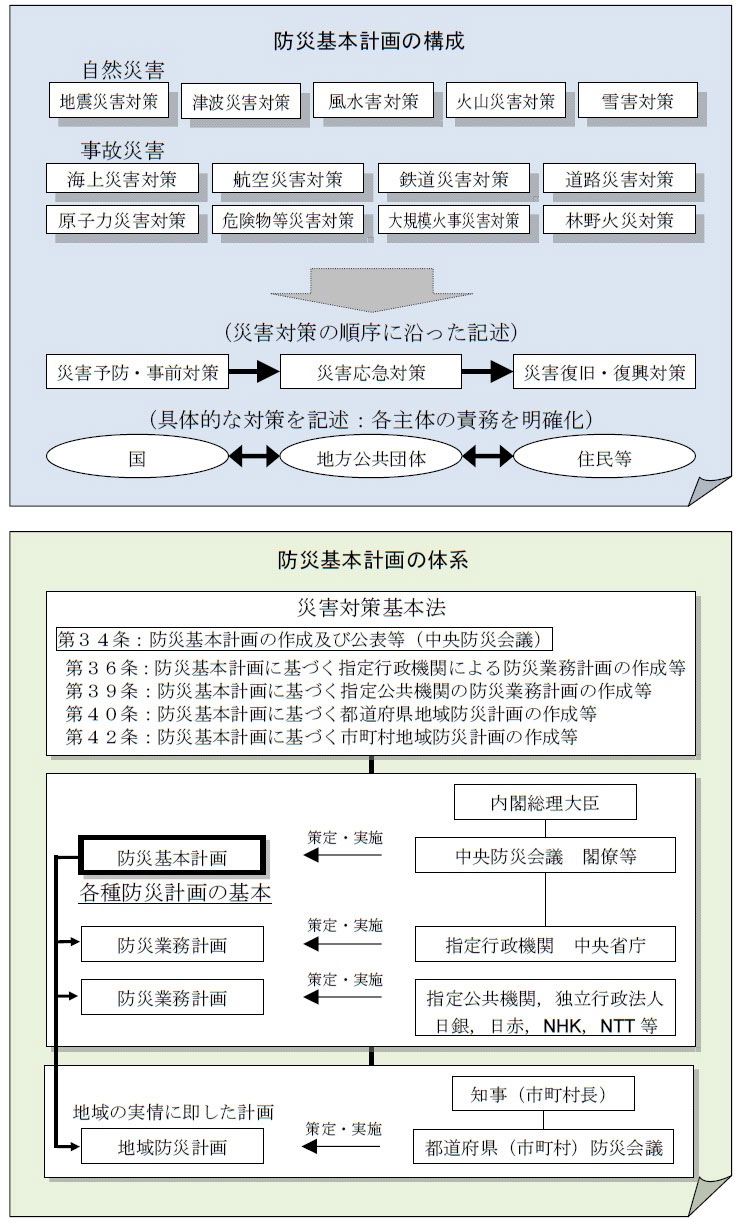 防災基本計画の構成
自然災害
地震災害対策 津波災害対策 風水害対策 火山災害対策 雪害対策
事故災害
海上災害対策 航空災害対策 鉄道災害対策 道路災害対策
原子力災害対策 危険物等災害対策 大規模火事災害対策 林野火災対策
(災害対策の順序に沿った記述)
災害予防・事前対策 災害応急対策 災害復旧・復興対策
(具体的な対策を記述：各主体の責務を明確化)
国 地方公共団体 住民等
防災基本計画の体系
災害対策基本法
第３４条：防災基本計画の作成及び公表等（中央防災会議）
第３６条：防災基本計画に基づく指定行政機関による防災業務計画の作成等
第３９条：防災基本計画に基づく指定公共機関の防災業務計画の作成等
第４０条：防災基本計画に基づく都道府県地域防災計画の作成等
第４２条：防災基本計画に基づく市町村地域防災計画の作成等
内閣総理大臣
策定・実施
防災基本計画 中央防災会議　閣僚等
各種防災計画の基本
策定・実施
防災業務計画 指定行政機関　中央省庁
策定・実施
防災業務計画 指定公共機関，独立行政法人
日銀，日赤，NHK，NTT 等
知事（市町村長）
地域の実情に即した計画
策定・実施
地域防災計画 都道府県（市町村）防災会議